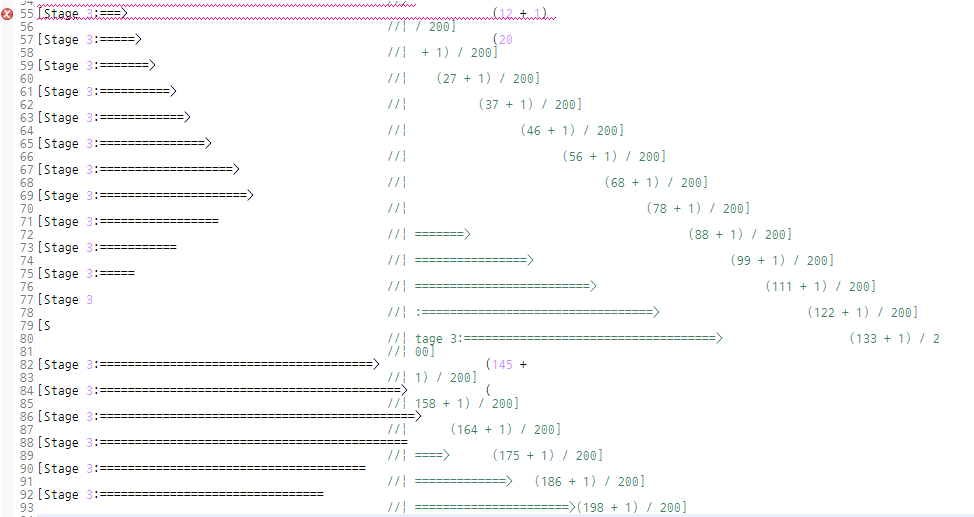 55 [Stage 3:===> (12 + 1)
56 //¦ / 200]
57 [Stage 3:=====> (20
58 //¦ + 1) / 200]
59 [Stage 3:=======>
60 //¦ (27 + 1) / 200]
61 [Stage 3:==========>
62 //¦ (37 + 1) / 200]
63 [Stage 3:============>
64 //¦ (46 + 1) / 200]
65 [Stage 3:===============>
66 //¦ (56 + 1) / 200]
67 [Stage 3:===================>
68 //¦ (68 + 1) / 200]
69 [Stage 3:=====================>
70 //¦ (78 + 1) / 200]
71 [Stage 3:=================
72 //¦ =======> (88 + 1) / 200]
73 [Stage 3:===========
74 //¦ ================> (99 + 1) / 200]
75 [Stage 3:=====
76 //¦ =========================> (111 + 1) / 200]
77 [Stage 3
78 //¦ :=================================> (122 + 1) / 200]
79 [S
80 //¦ tage 3:====================================> (133 + 1) / 2
81 //¦ 00]
82 [Stage 3:=======================================> (145 +
83 //¦ 1) / 200]
84 [Stage 3:===========================================> (
85 //¦ 158 + 1) / 200]
86 [Stage 3:=============================================>
87 //¦ (164 + 1) / 200]
88 [Stage 3:============================================
89 //¦ ====> (175 + 1) / 200]
90 [Stage 3:======================================
91 //¦ =============> (186 + 1) / 200]
92 [Stage 3:================================
93 //¦ ======================>(198 + 1) / 200]